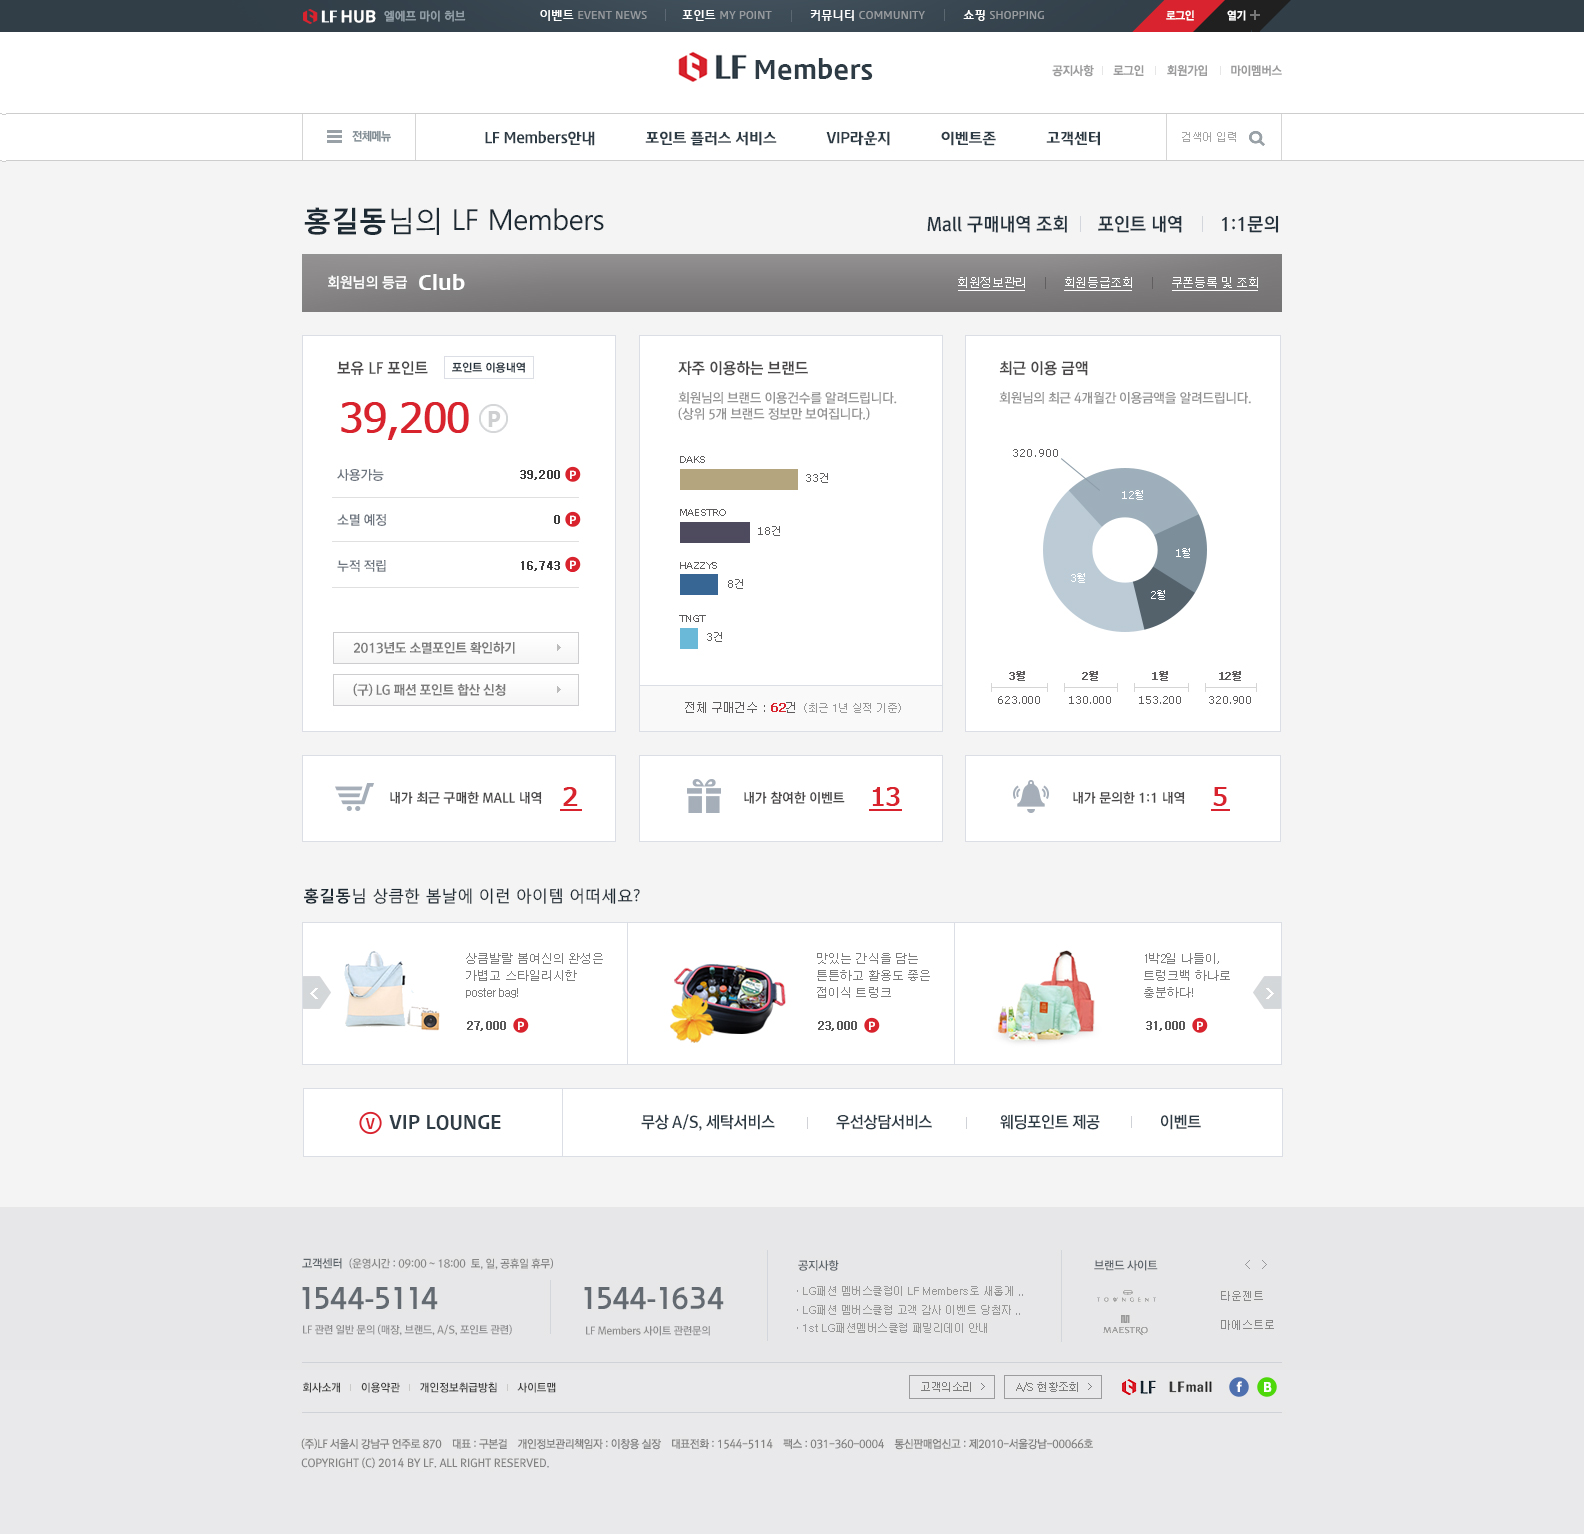 LF HUB 엘에프 마이 허브
이벤트 EVENT NEWS
포인트 MY POINT
커뮤니티 COMMUNITY
쇼핑 SHOPPING
로그인
열기
LF Members
공지사항
로그인
회원가입
마이멤버스
전체메뉴
LF Members안내
포인트 플러스 서비스
VIP라운지
이벤트존
고객센터
검색어 입력
홍길동님의 LF Members
Mall 구매내역 조회
포인트 내역
1:1문의
회원님의 등급 Club
회원정보관리
회원등급조회
쿠폰등록 및 조회
보유 LF 포인트
포인트 이용내역
39,200 P
사용가능 39,200 P
소멸 예정 0 P
누적 적립 16,743 P
2013년도 소멸포인트 확인하기
(구) LG 패션 포인트 합산 신청
자주 이용하는 브랜드
회원님의 브랜드 이용건수를 알려드립니다.
(상위 5개 브랜드 정보만 보여집니다.)
DAKS
33건
MAESTRO
18건
HAZZYS
8건
TNGT
3건
전체 구매건수 : 62건 (최근 1년 실적 기준)
최근 이용 금액
회원님의 최근 4개월간 이용금액을 알려드립니다.
320.900
12월
1월
3월
2월
3월 2월 1월 12월
623.000 130.000 153.200 320.900
내가 최근 구매한 MALL 내역 2
내가 참여한 이벤트 13
내가 문의한 1:1 내역 5
홍길동님 상큼한 봄날에 이런 아이템 어떠세요?
상큼발랄 봄여신의 완성은
가볍고 스타일리시한
poster bag!
27,000 P
맛있는 간식을 담는
튼튼하고 활용도 좋은
접이식 트렁크
23,000 P
1박2일 나들이,
트렁크백 하나로
충분하다!
31,000 P
V VIP LOUNGE
무상 A/S, 세탁서비스
우선상담서비스
웨딩포인트 제공
이벤트
고객센터 (운영시간 : 09:00 ~ 18:00 토, 일, 공휴일 휴무)
1544-5114
LF 관련 일반 문의 (매장, 브랜드, A/S, 포인트 관련)
1544-1634
LF Members 사이트 관련문의
공지사항
· LG패션 멤버스클럽이 LF Members로 새롭게 ..
· LG패션 멤버스클럽 고객 감사 이벤트 당첨자 ..
· 1st LG패션멤버스클럽 패밀리데이 안내
브랜드 사이트
TOWNGENT
타운젠트
M
MAESTRO
마에스트로
회사소개
이용약관
개인정보취급방침
사이트맵
고객의소리
A/S 현황조회
LF
LFmall
f
B
(주)LF 서울시 강남구 언주로 870 대표 : 구본걸 개인정보관리책임자 : 이창용 실장 대표전화 : 1544-5114 팩스 : 031-360-0004 통신판매업신고 : 제2010-서울강남-00066호
COPYRIGHT (C) 2014 BY LF. ALL RIGHT RESERVED.